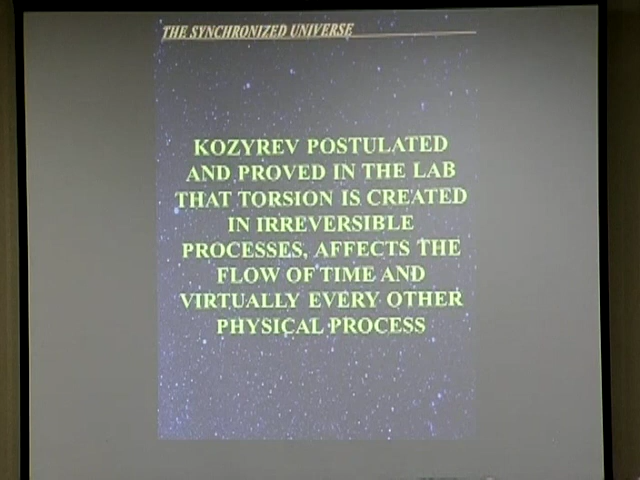 THE SYNCHRONIZED UNIVERSE
KOZYREV POSTULATED
AND PROVED IN THE LAB
THAT TORSION IS CREATED
IN IRREVERSIBLE
PROCESSES, AFFECTS THE
FLOW OF TIME AND
VIRTUALLY EVERY OTHER
PHYSICAL PROCESS